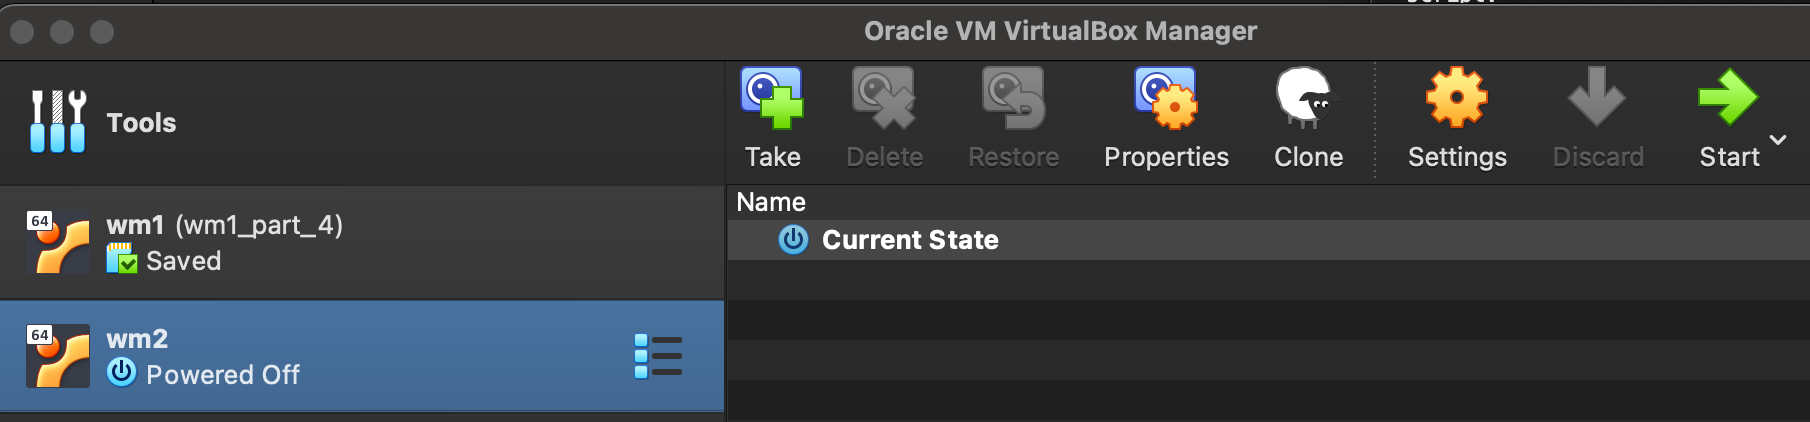 Oracle VM VirtualBox Manager
Tools
Take Delete Restore Properties Clone Settings Discard Start
Name
Current State
64 wm1 (wm1_part_4)
Saved
64 wm2
Powered Off